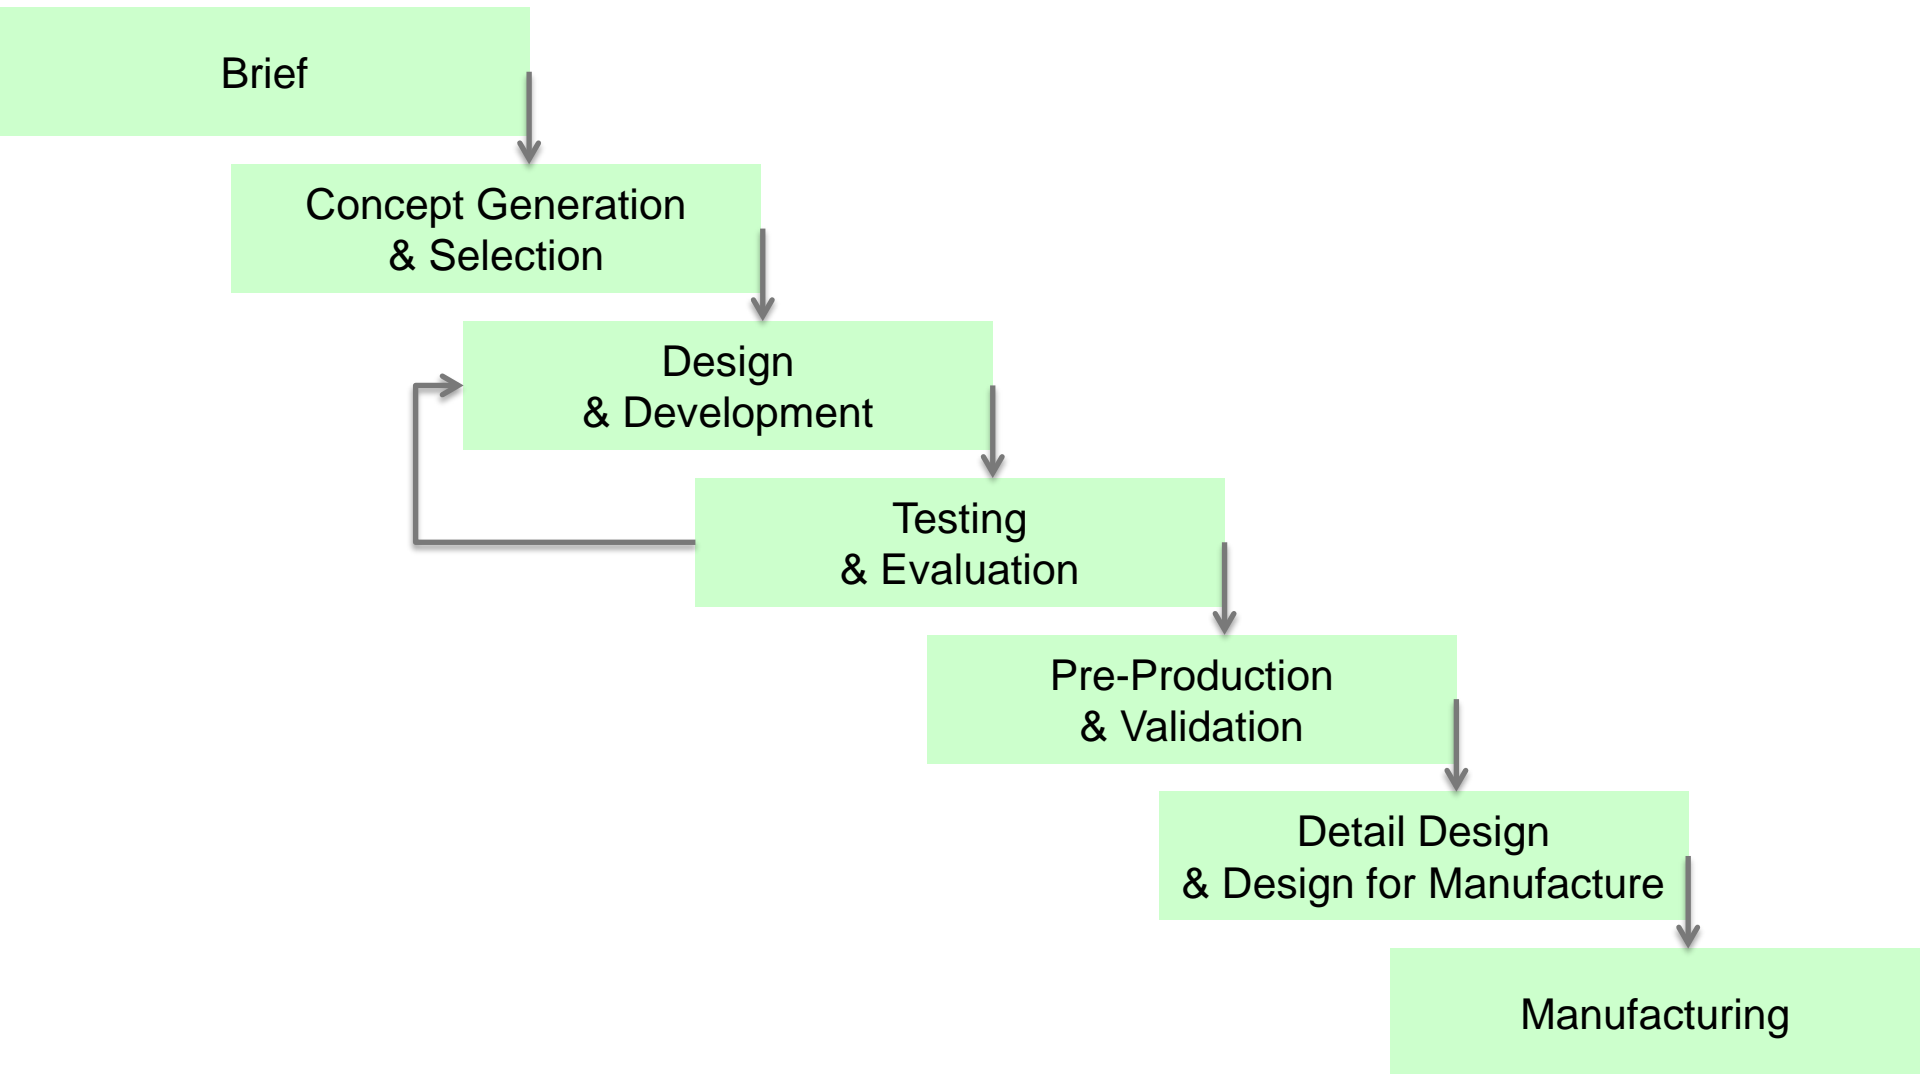 Brief
Concept Generation
& Selection
Design
& Development
Testing
& Evaluation
Pre-Production
& Validation
Detail Design
& Design for Manufacture
Manufacturing